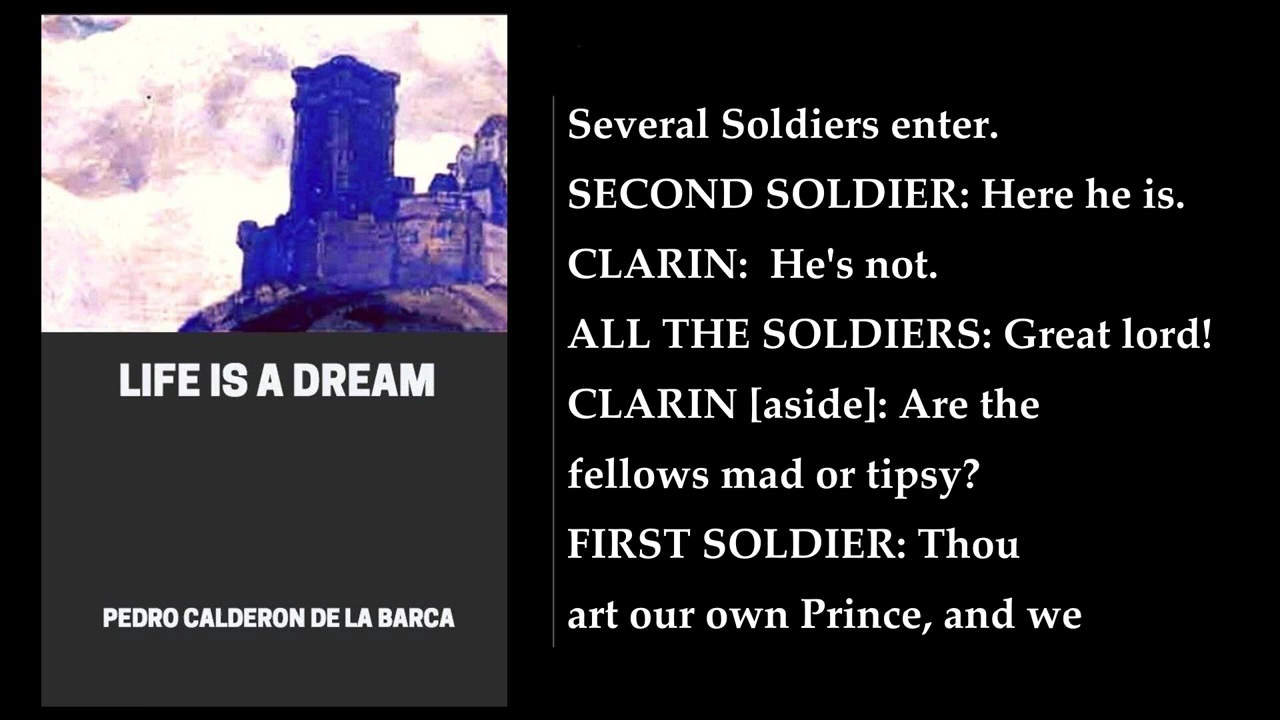 LIFE IS A DREAM
PEDRO CALDERON DE LA BARCA
Several Soldiers enter.
SECOND SOLDIER: Here he is.
CLARIN:  He's not.
ALL THE SOLDIERS: Great lord!
CLARIN [aside]: Are the
fellows mad or tipsy?
FIRST SOLDIER: Thou
art our own Prince, and we